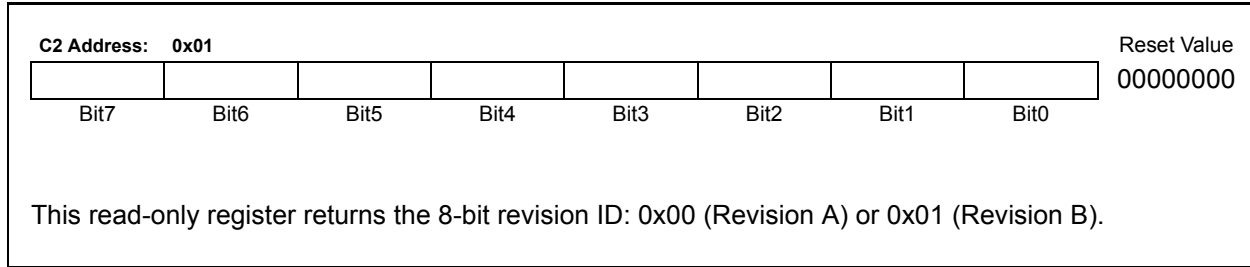 C2 Address: 0x01 Reset Value
00000000
Bit7 Bit6 Bit5 Bit4 Bit3 Bit2 Bit1 Bit0
This read-only register returns the 8-bit revision ID: 0x00 (Revision A) or 0x01 (Revision B).